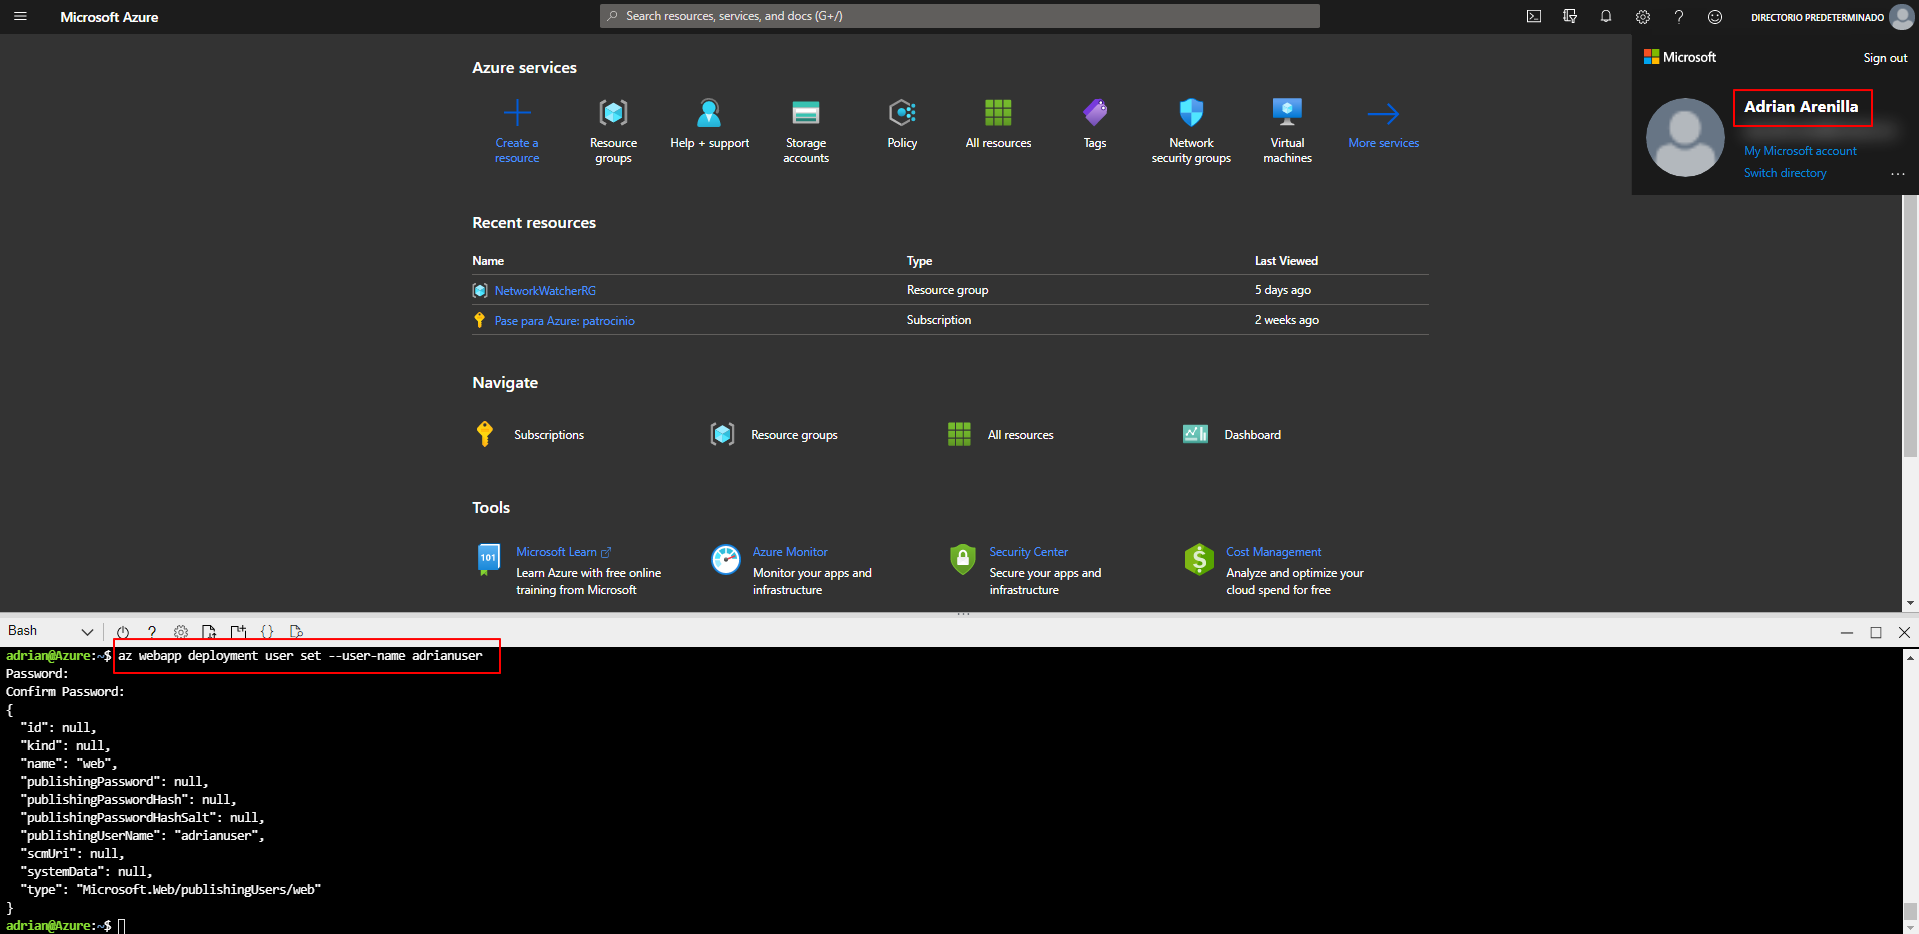 Microsoft Azure
Search resources, services, and docs (G+/)
DIRECTORIO PREDETERMINADO
Microsoft
Sign out
Adrian Arenilla
My Microsoft account
Switch directory
...
Azure services
Create a resource
Resource groups
Help + support
Storage accounts
Policy
All resources
Tags
Network security groups
Virtual machines
More services
Recent resources
Name Type Last Viewed
NetworkWatcherRG Resource group 5 days ago
Pase para Azure: patrocinio Subscription 2 weeks ago
Navigate
Subscriptions
Resource groups
All resources
Dashboard
Tools
101
Microsoft Learn
Learn Azure with free online
training from Microsoft
Azure Monitor
Monitor your apps and
infrastructure
Security Center
Secure your apps and
infrastructure
Cost Management
Analyze and optimize your
cloud spend for free
Bash
adrian@Azure:~$ az webapp deployment user set --user-name adrianuser
Password:
Confirm Password:
{
"id": null,
"kind": null,
"name": "web",
"publishingPassword": null,
"publishingPasswordHash": null,
"publishingPasswordHashSalt": null,
"publishingUserName": "adrianuser",
"scmUri": null,
"systemData": null,
"type": "Microsoft.Web/publishingUsers/web"
}
adrian@Azure:~$